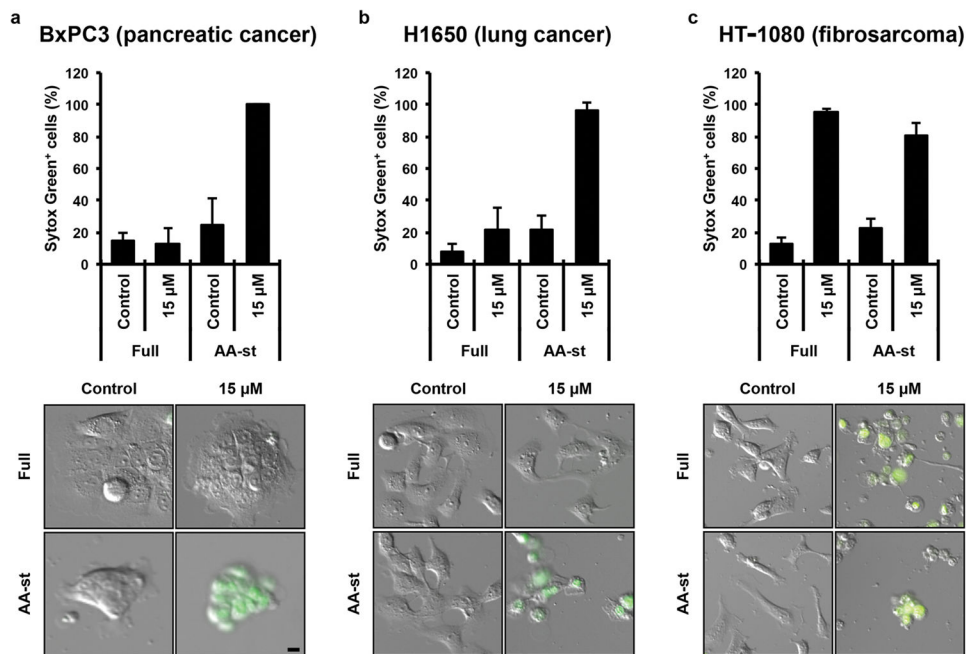 a
BxPC3 (pancreatic cancer)
Sytox Green⁺ cells (%)
120
100
80
60
40
20
0
Control
15 µM
Control
15 µM
Full
AA-st
Control
15 µM
Full
AA-st
b
H1650 (lung cancer)
Sytox Green⁺ cells (%)
120
100
80
60
40
20
0
Control
15 µM
Control
15 µM
Full
AA-st
Control
15 µM
Full
AA-st
c
HT-1080 (fibrosarcoma)
Sytox Green⁺ cells (%)
120
100
80
60
40
20
0
Control
15 µM
Control
15 µM
Full
AA-st
Control
15 µM
Full
AA-st